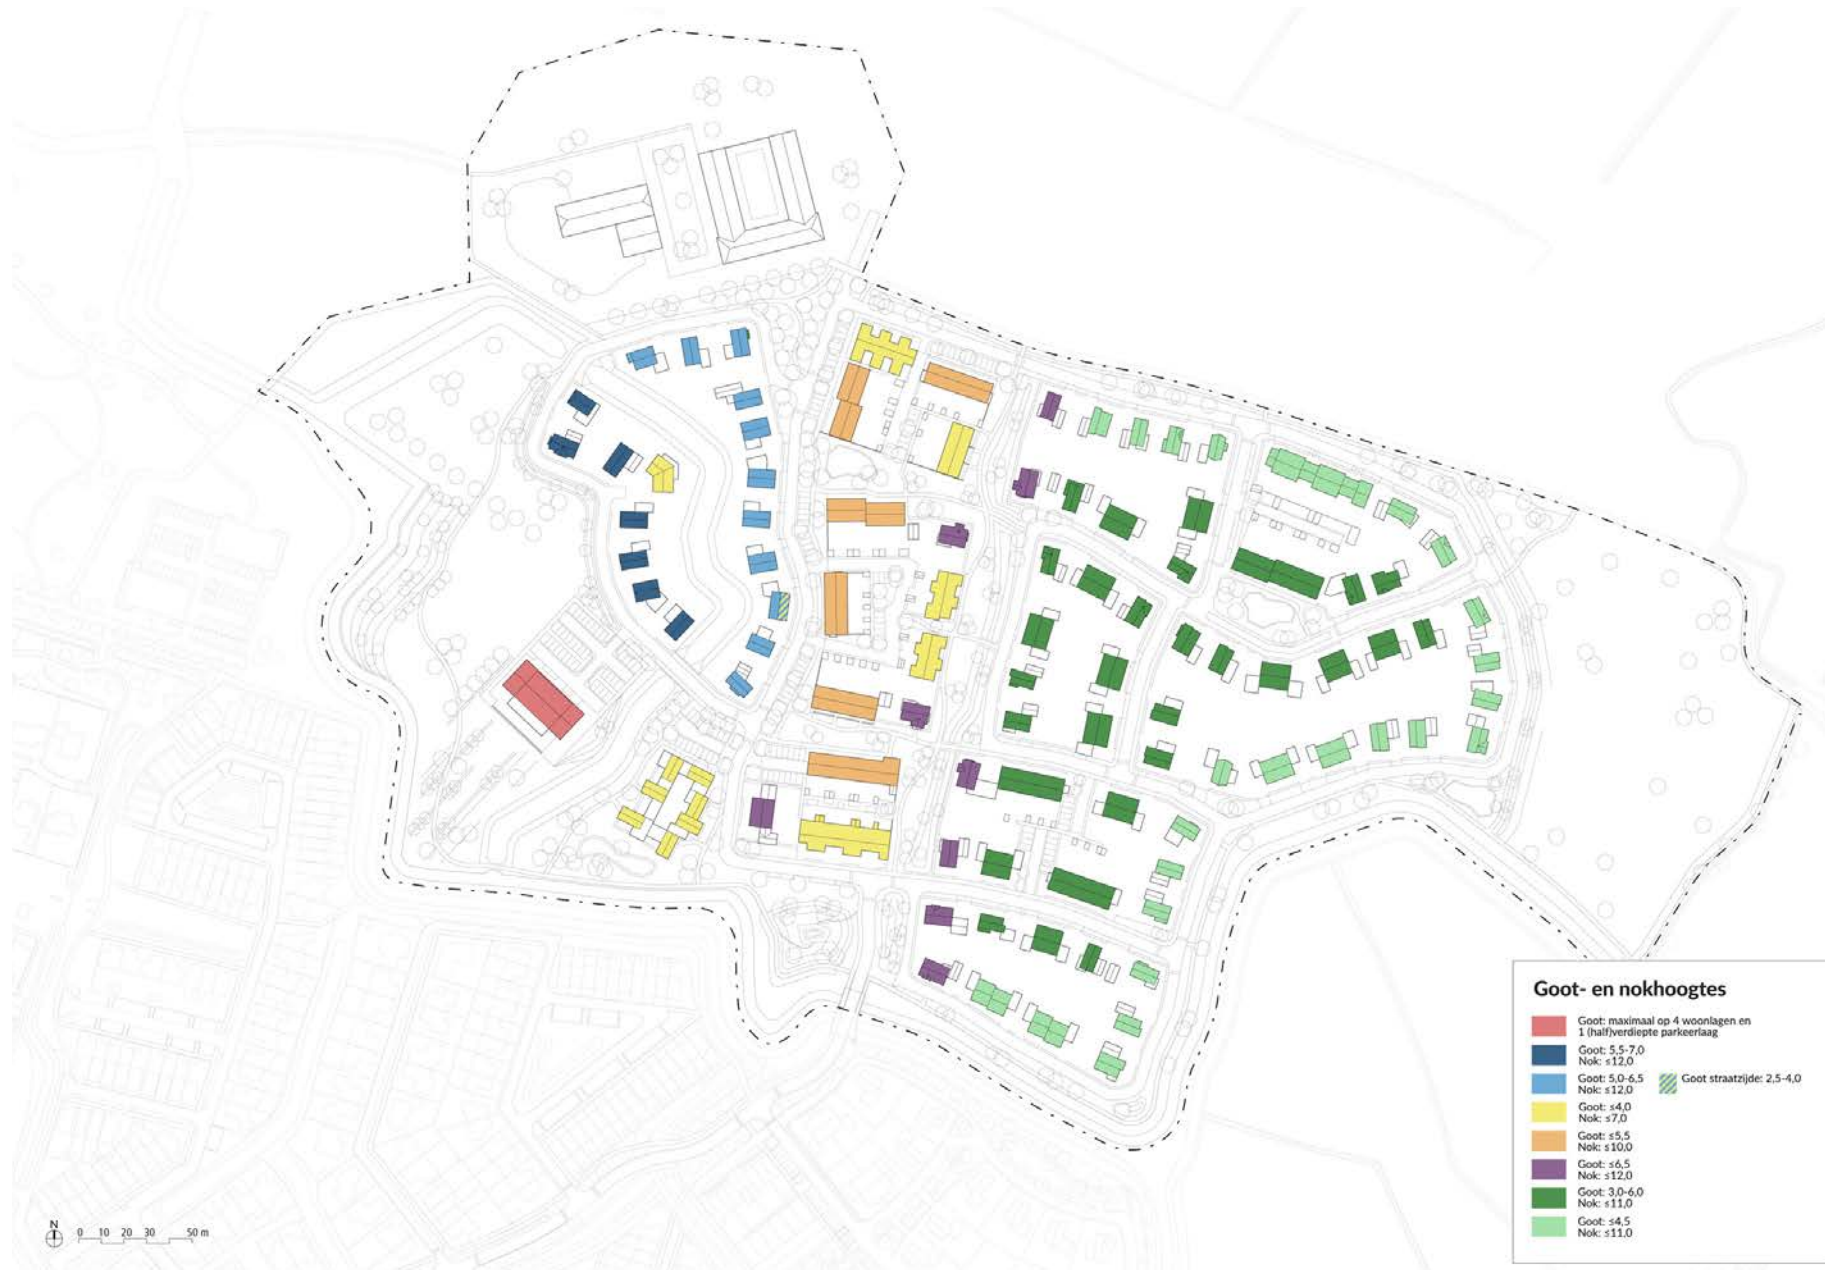 Goot- en nokhoogtes
Goot: maximaal op 4 woonlagen en
1 (half)verdiepte parkeerlaag
Goot: 5,5-7,0
Nok: ≤12,0
Goot: 5,0-6,5
Nok: ≤12,0
Goot straatzijde: 2,5-4,0
Goot: ≤4,0
Nok: ≤7,0
Goot: ≤5,5
Nok: ≤10,0
Goot: ≤6,5
Nok: ≤12,0
Goot: 3,0-6,0
Nok: ≤11,0
Goot: ≤4,5
Nok: ≤11,0
N
0 10 20 30 50 m